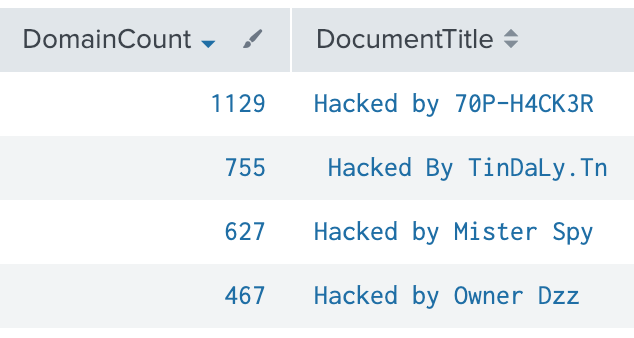 DomainCount DocumentTitle
1129 Hacked by 70P-H4CK3R
755 Hacked By TinDaLy.Tn
627 Hacked by Mister Spy
467 Hacked by Owner Dzz